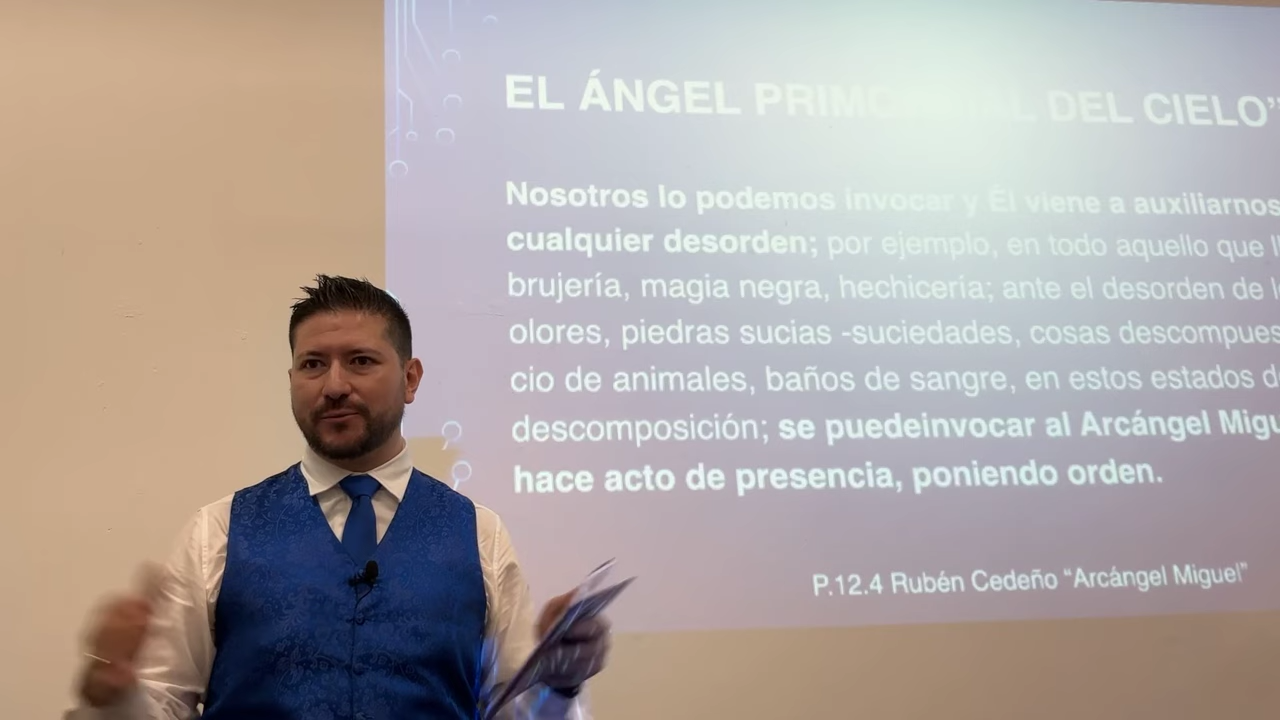 EL ÁNGEL PRIMORDIAL DEL CIELO”
Nosotros lo podemos invocar y Él viene a auxiliarnos
cualquier desorden; por ejemplo, en todo aquello que
brujería, magia negra, hechicería; ante el desorden de
olores, piedras sucias -suciedades, cosas
cio de animales, baños de sangre, en estos estados
descomposición; se puedeinvocar al Arcángel
hace acto de presencia, poniendo orden.
P.12.4 Rubén Cedeño “Arcángel Miguel”